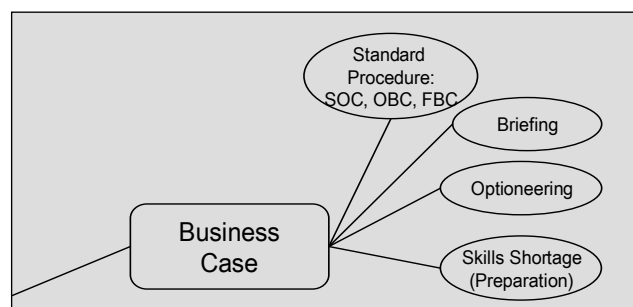 Standard
Procedure:
SOC, OBC, FBC
Briefing
Optioneering
Business
Case
Skills Shortage
(Preparation)